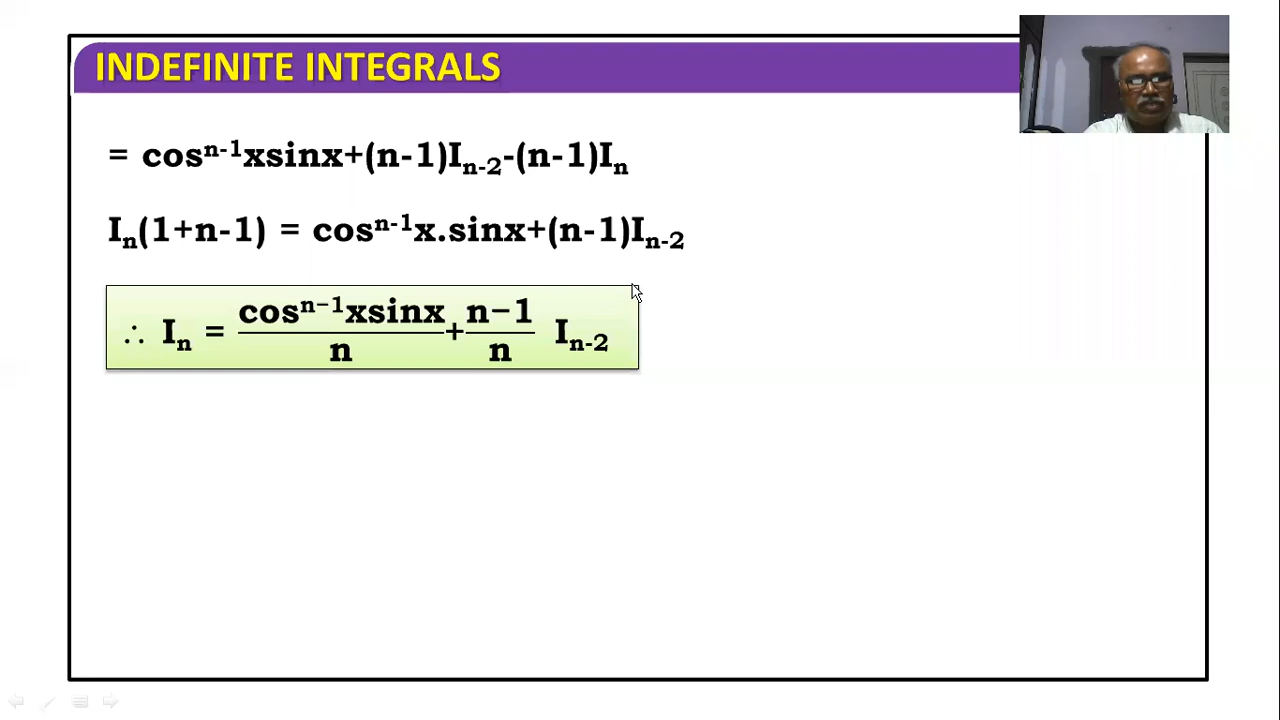 INDEFINITE INTEGRALS
= cosⁿ⁻¹xsinx+(n-1)Iₙ₋₂-(n-1)Iₙ
Iₙ(1+n-1) = cosⁿ⁻¹x.sinx+(n-1)Iₙ₋₂
∴ Iₙ = cosⁿ⁻¹xsinx/n + n−1/n Iₙ₋₂